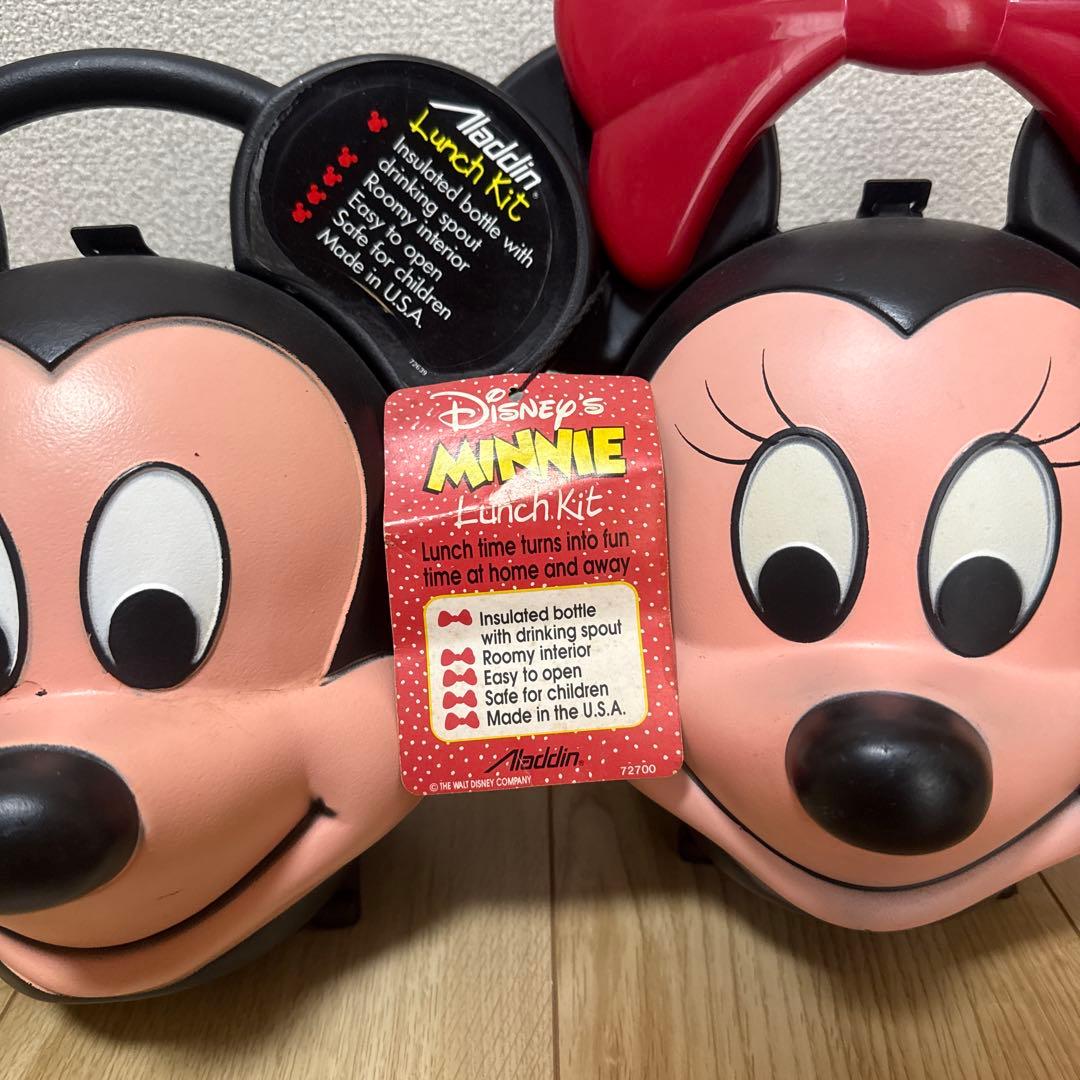 Aladdin®
Lunch Kit
Insulated bottle with
drinking spout
Roomy interior
Easy to open
Safe for children
Made in U.S.A.
72639
DISNEY'S
MINNIE
Lunch Kit
Lunch time turns into fun
time at home and away
Insulated bottle
with drinking spout
Roomy interior
Easy to open
Safe for children
Made in the U.S.A.
Aladdin®
© THE WALT DISNEY COMPANY
72700